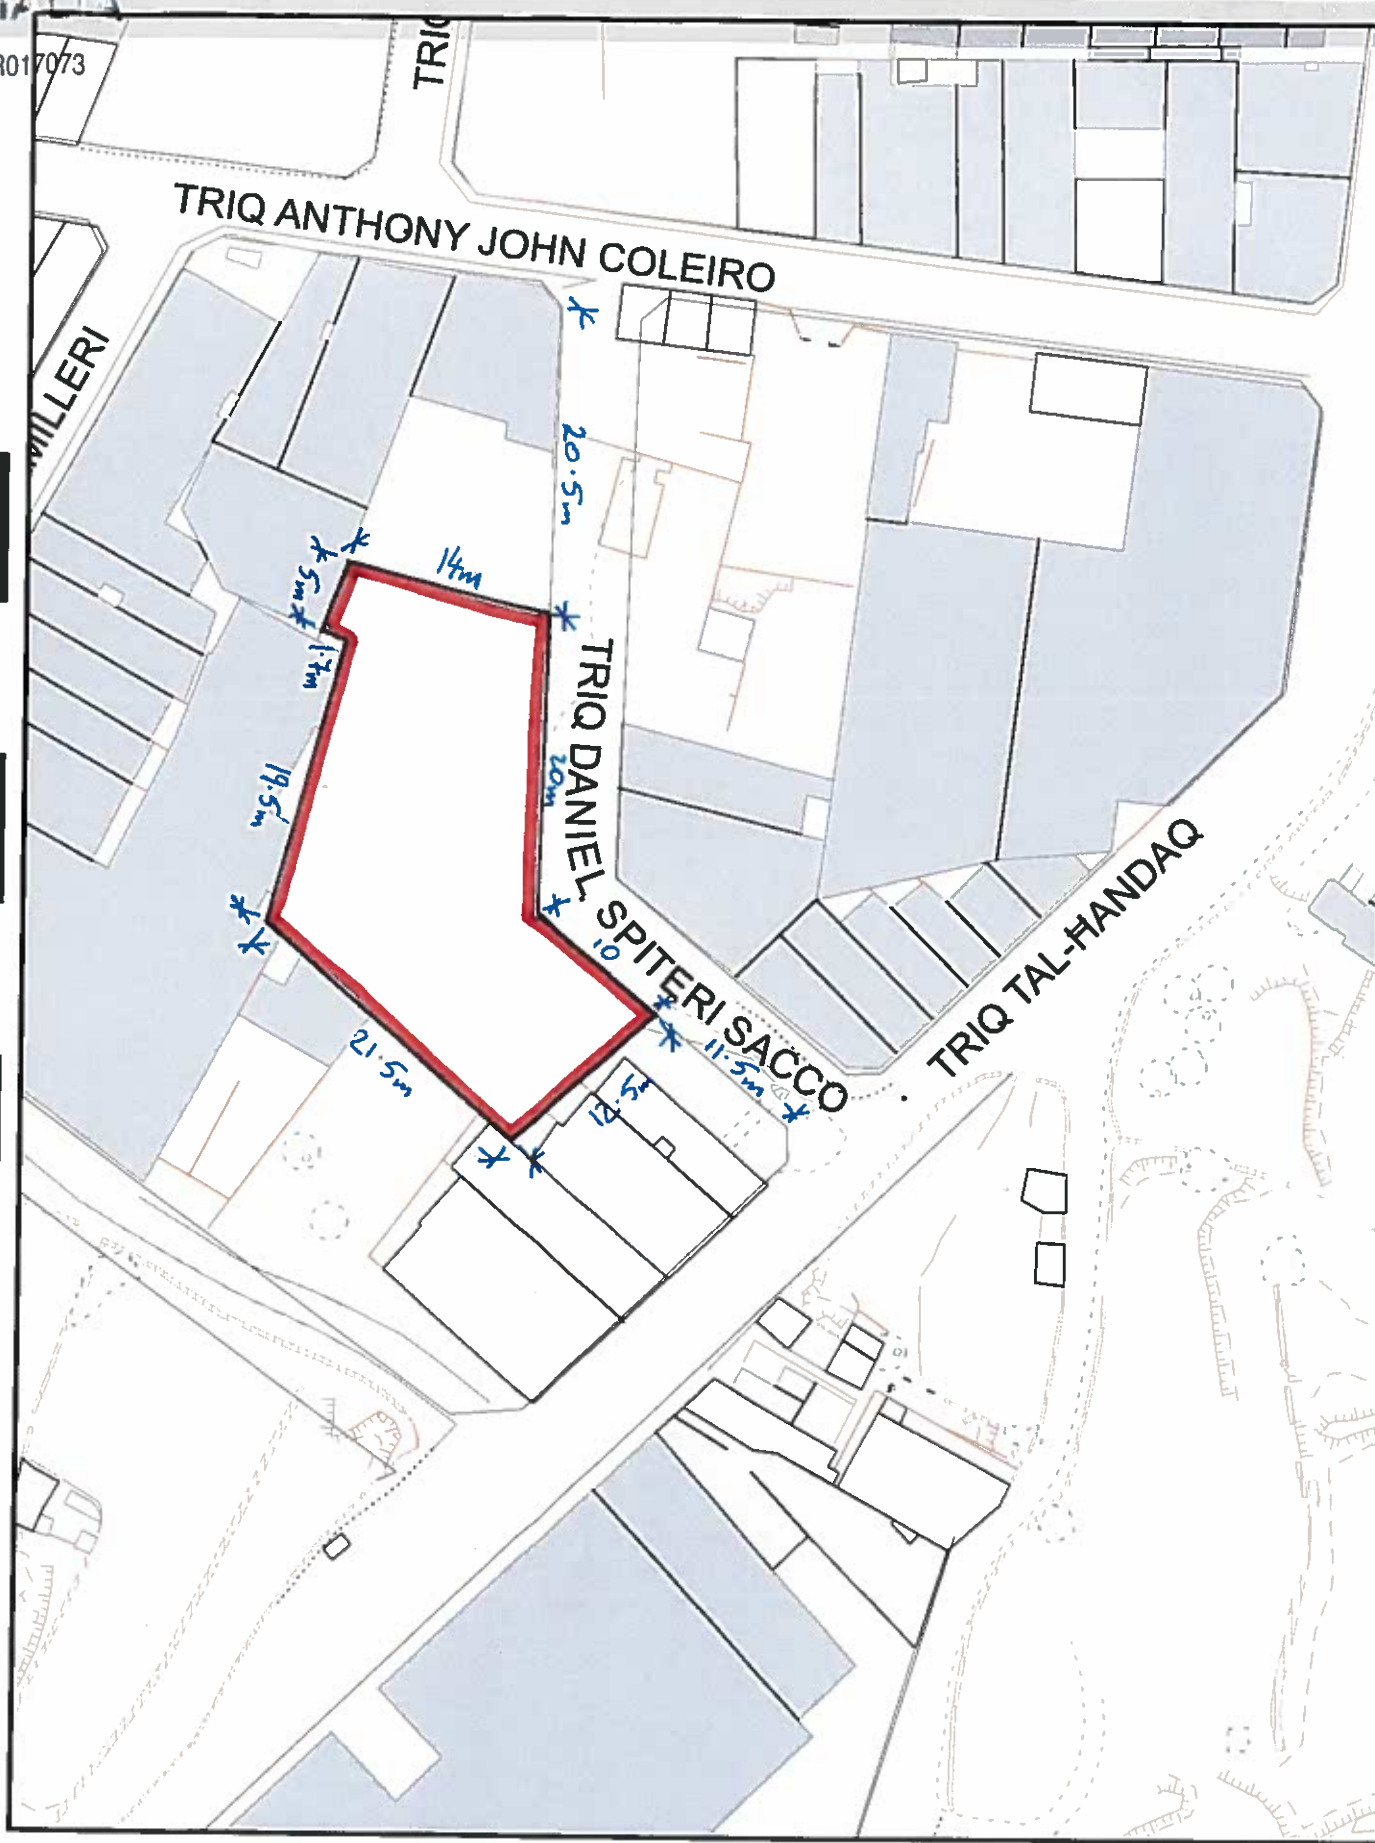 R017073
TRIQ
TRIQ ANTHONY JOHN COLEIRO
MILLERI
20.5m
14m
5m
1.7m
TRIQ DANIEL SPITERI SACCO
20m
19.5m
10
TRIQ TAL-HANDAQ
11.5m
21.5m
12.5m